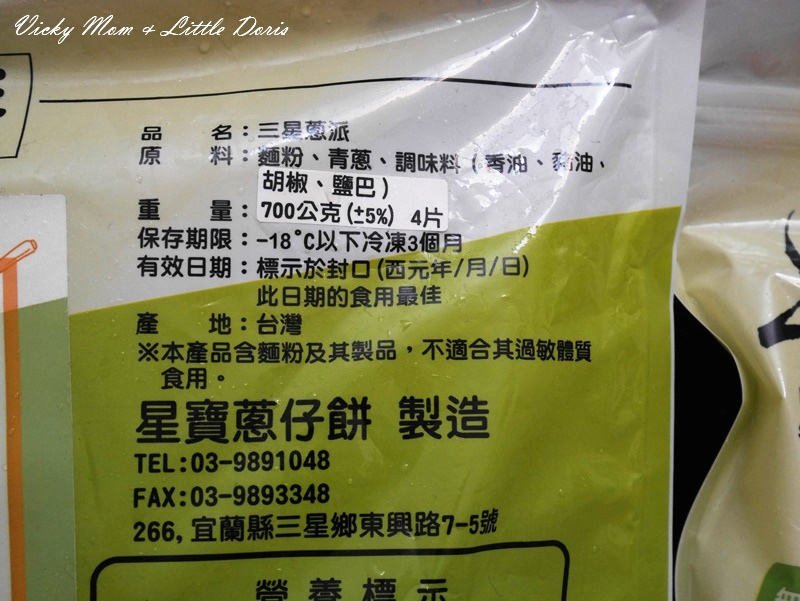 Vicky Mom & Little Doris
品　　名：三星蔥派
原　　料：麵粉、青蔥、調味料（香油、豬油、
胡椒、鹽巴）
重　　量：700公克(±5%) 4片
保存期限：-18°C以下冷凍3個月
有效日期：標示於封口(西元年/月/日)
此日期的食用最佳
產　　地：台灣
※本產品含麵粉及其製品，不適合其過敏體質
食用。
星寶蔥仔餅 製造
TEL:03-9891048
FAX:03-9893348
266,宜蘭縣三星鄉東興路7-5號
營養標示